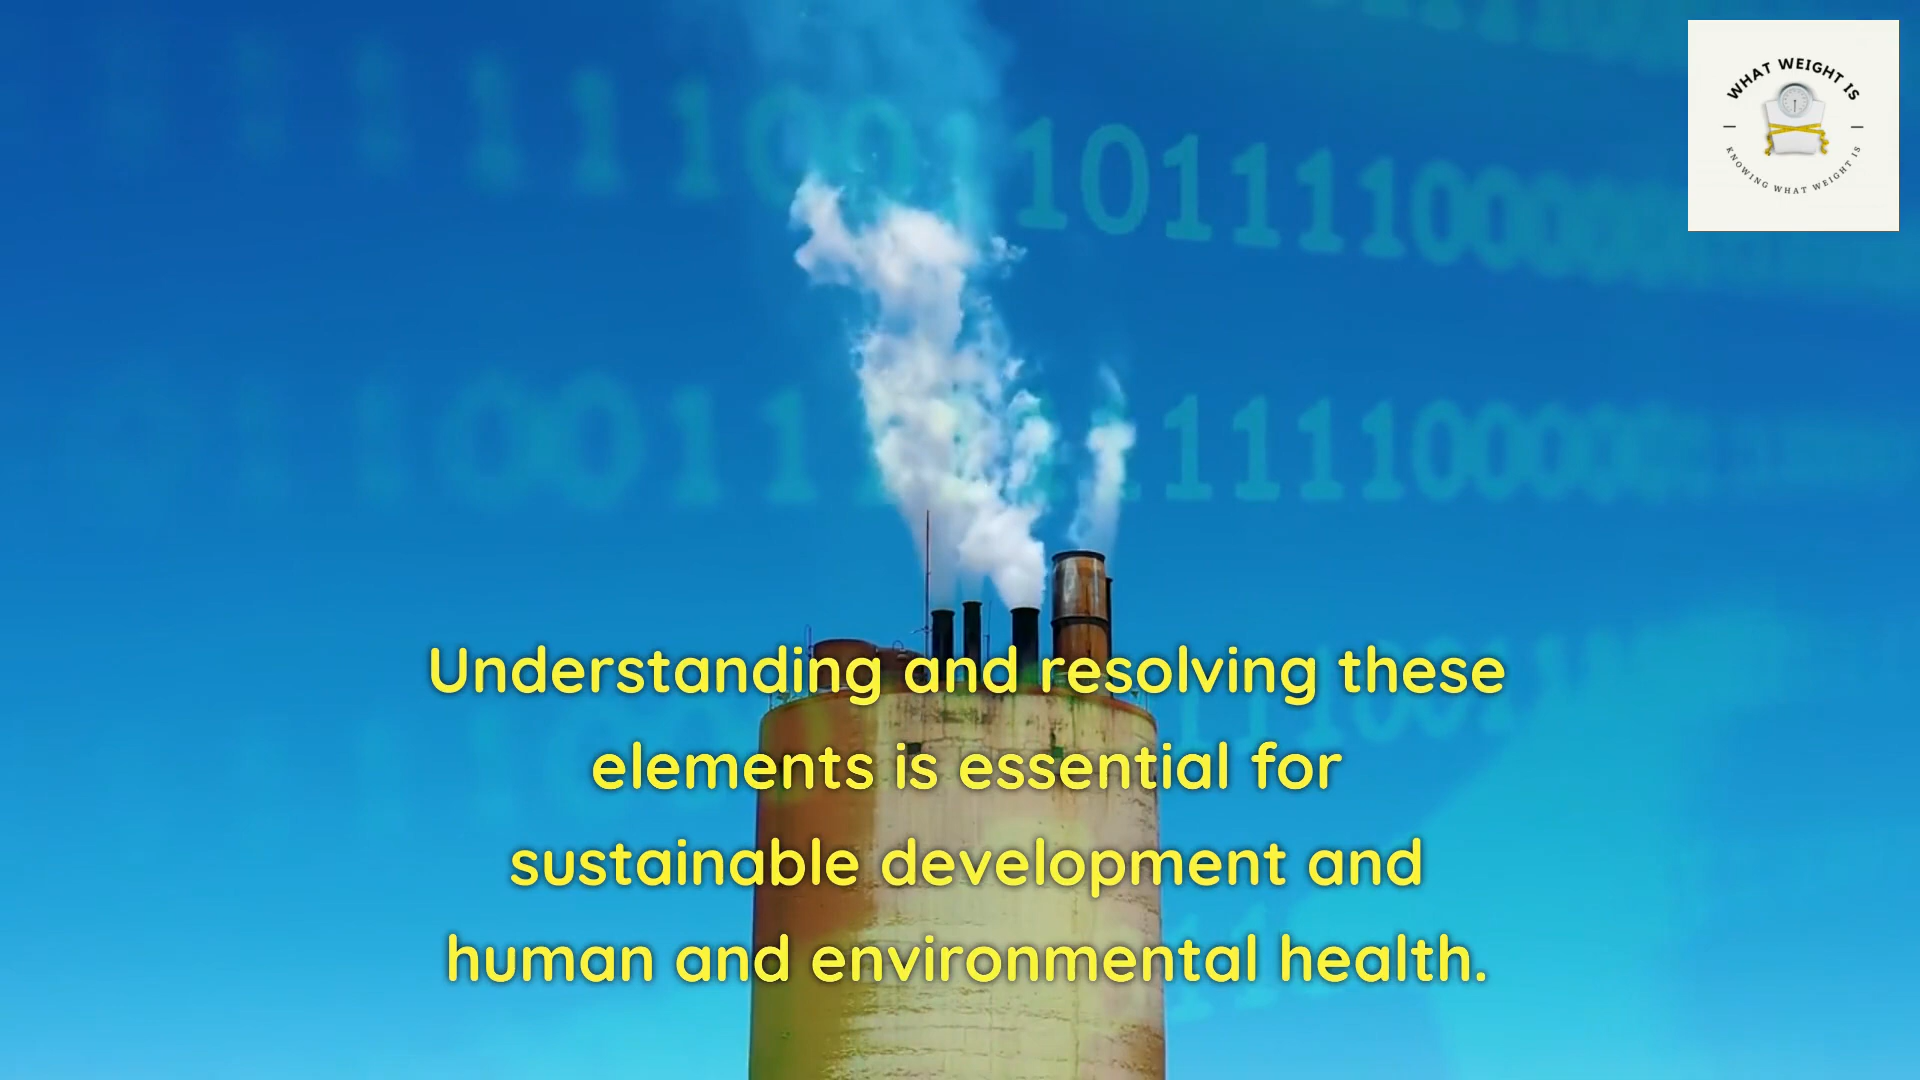 WHAT WEIGHT IS
KNOWING WHAT WEIGHT IS
Understanding and resolving these
elements is essential for
sustainable development and
human and environmental health.